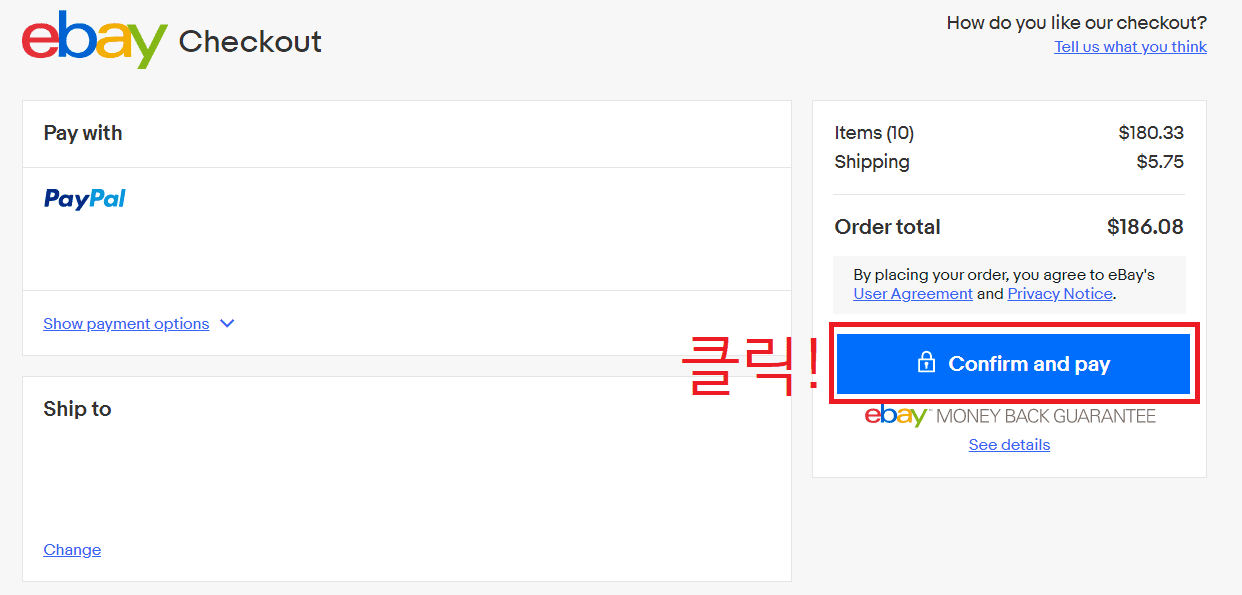 ebay Checkout
How do you like our checkout?
Tell us what you think
Pay with
PayPal
Show payment options
Ship to
Change
Items (10) $180.33
Shipping $5.75
Order total $186.08
By placing your order, you agree to eBay's
User Agreement and Privacy Notice.
클릭!
Confirm and pay
ebay™ MONEY BACK GUARANTEE
See details